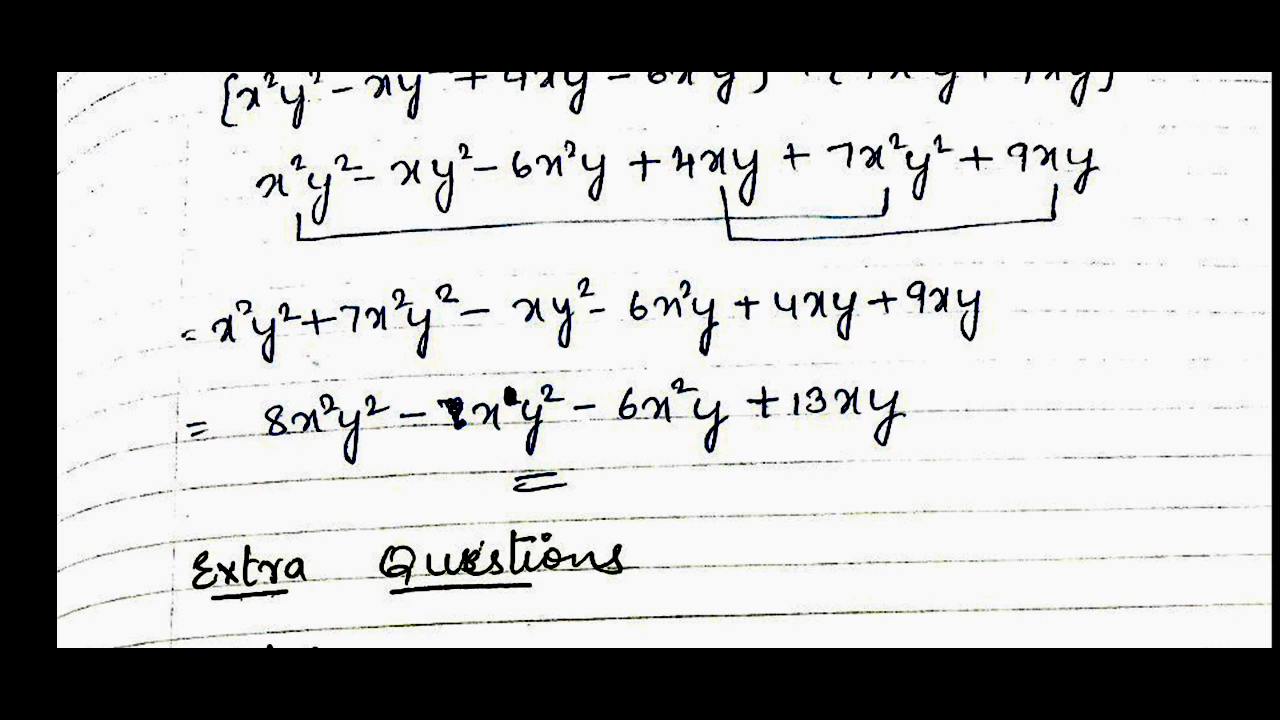 x²y² - xy² - 6x²y + 4xy + 7x²y² + 9xy
= x²y² + 7x²y² - xy² - 6x²y + 4xy + 9xy
= 8x²y² - xy² - 6x²y + 13xy
Extra Questions